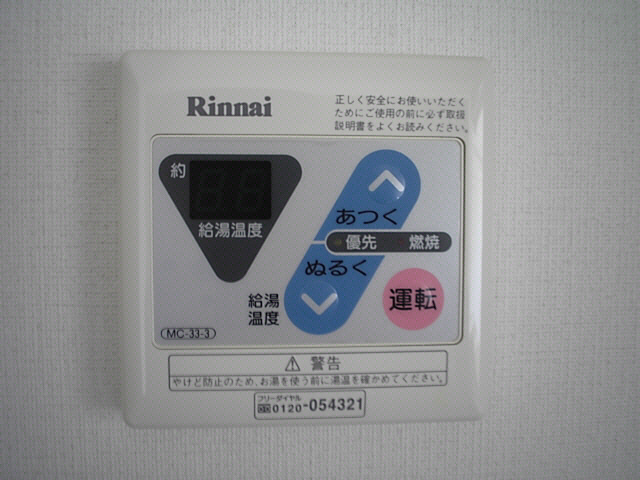 Rinnai
正しく安全にお使いいただく
ためにご使用の前に必ず取扱
説明書をよくお読みください。
約
給湯温度
あつく
優先 燃焼
ぬるく
給湯
温度
運転
MC-33-3
⚠ 警告
やけど防止のため、お湯を使う前に湯温を確かめてください。
フリーダイヤル
0120-054321